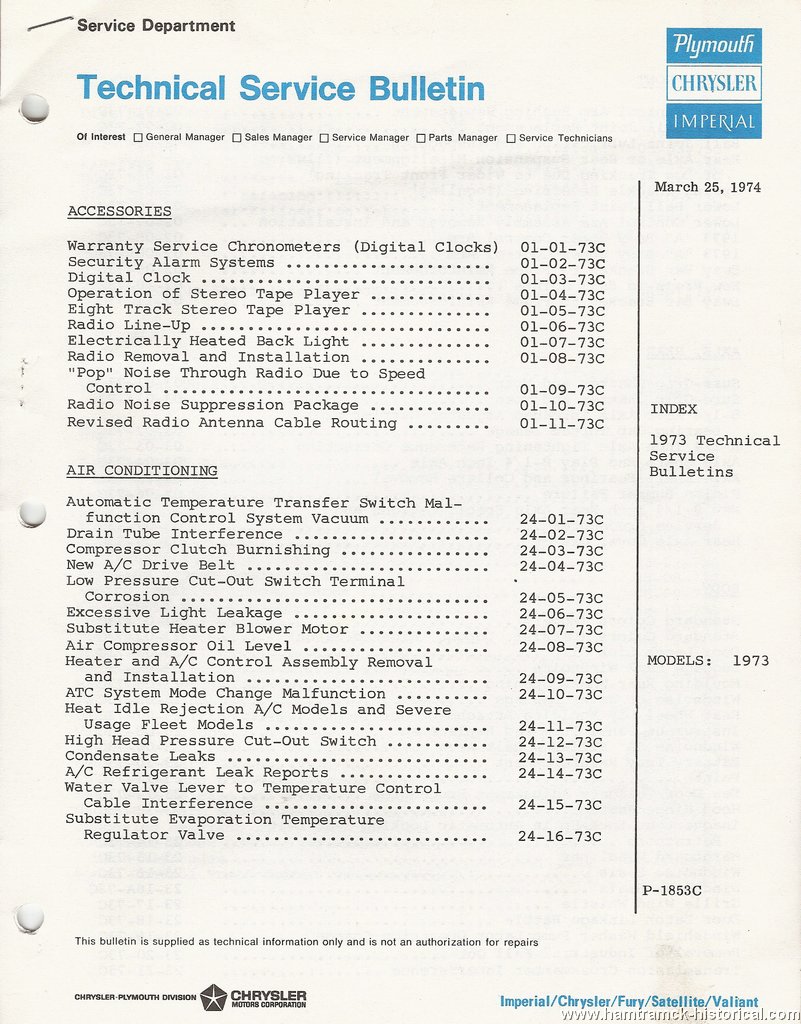 Service Department
Technical Service Bulletin
Plymouth
CHRYSLER
IMPERIAL
Of Interest □ General Manager □ Sales Manager □ Service Manager □ Parts Manager □ Service Technicians
March 25, 1974
ACCESSORIES
Warranty Service Chronometers (Digital Clocks) 01-01-73C
Security Alarm Systems ...................... 01-02-73C
Digital Clock ............................... 01-03-73C
Operation of Stereo Tape Player ............. 01-04-73C
Eight Track Stereo Tape Player .............. 01-05-73C
Radio Line-Up ............................... 01-06-73C
Electrically Heated Back Light .............. 01-07-73C
Radio Removal and Installation .............. 01-08-73C
"Pop" Noise Through Radio Due to Speed
Control ................................... 01-09-73C
Radio Noise Suppression Package ............. 01-10-73C
Revised Radio Antenna Cable Routing ......... 01-11-73C
INDEX
1973 Technical
Service
Bulletins
AIR CONDITIONING
Automatic Temperature Transfer Switch Mal-
function Control System Vacuum ............ 24-01-73C
Drain Tube Interference ..................... 24-02-73C
Compressor Clutch Burnishing ................ 24-03-73C
New A/C Drive Belt .......................... 24-04-73C
Low Pressure Cut-Out Switch Terminal
Corrosion ................................. 24-05-73C
Excessive Light Leakage ..................... 24-06-73C
Substitute Heater Blower Motor .............. 24-07-73C
Air Compressor Oil Level .................... 24-08-73C
Heater and A/C Control Assembly Removal
and Installation .......................... 24-09-73C
ATC System Mode Change Malfunction .......... 24-10-73C
Heat Idle Rejection A/C Models and Severe
Usage Fleet Models ........................ 24-11-73C
High Head Pressure Cut-Out Switch ........... 24-12-73C
Condensate Leaks ............................ 24-13-73C
A/C Refrigerant Leak Reports ................ 24-14-73C
Water Valve Lever to Temperature Control
Cable Interference ........................ 24-15-73C
Substitute Evaporation Temperature
Regulator Valve ........................... 24-16-73C
MODELS: 1973
P-1853C
This bulletin is supplied as technical information only and is not an authorization for repairs
CHRYSLER-PLYMOUTH DIVISION CHRYSLER
MOTORS CORPORATION
Imperial/Chrysler/Fury/Satellite/Valiant
www.hamtramck-historical.com